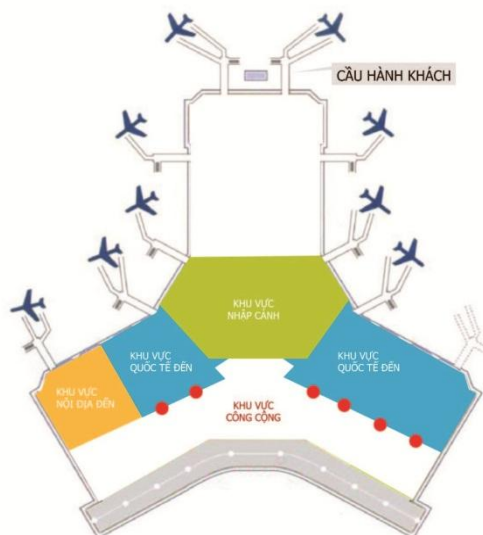 CẦU HÀNH KHÁCH
KHU VỰC
NHẬP CẢNH
KHU VỰC
QUỐC TẾ ĐẾN
KHU VỰC
QUỐC TẾ ĐẾN
KHU VỰC
NỘI ĐỊA ĐẾN
KHU VỰC
CÔNG CỘNG